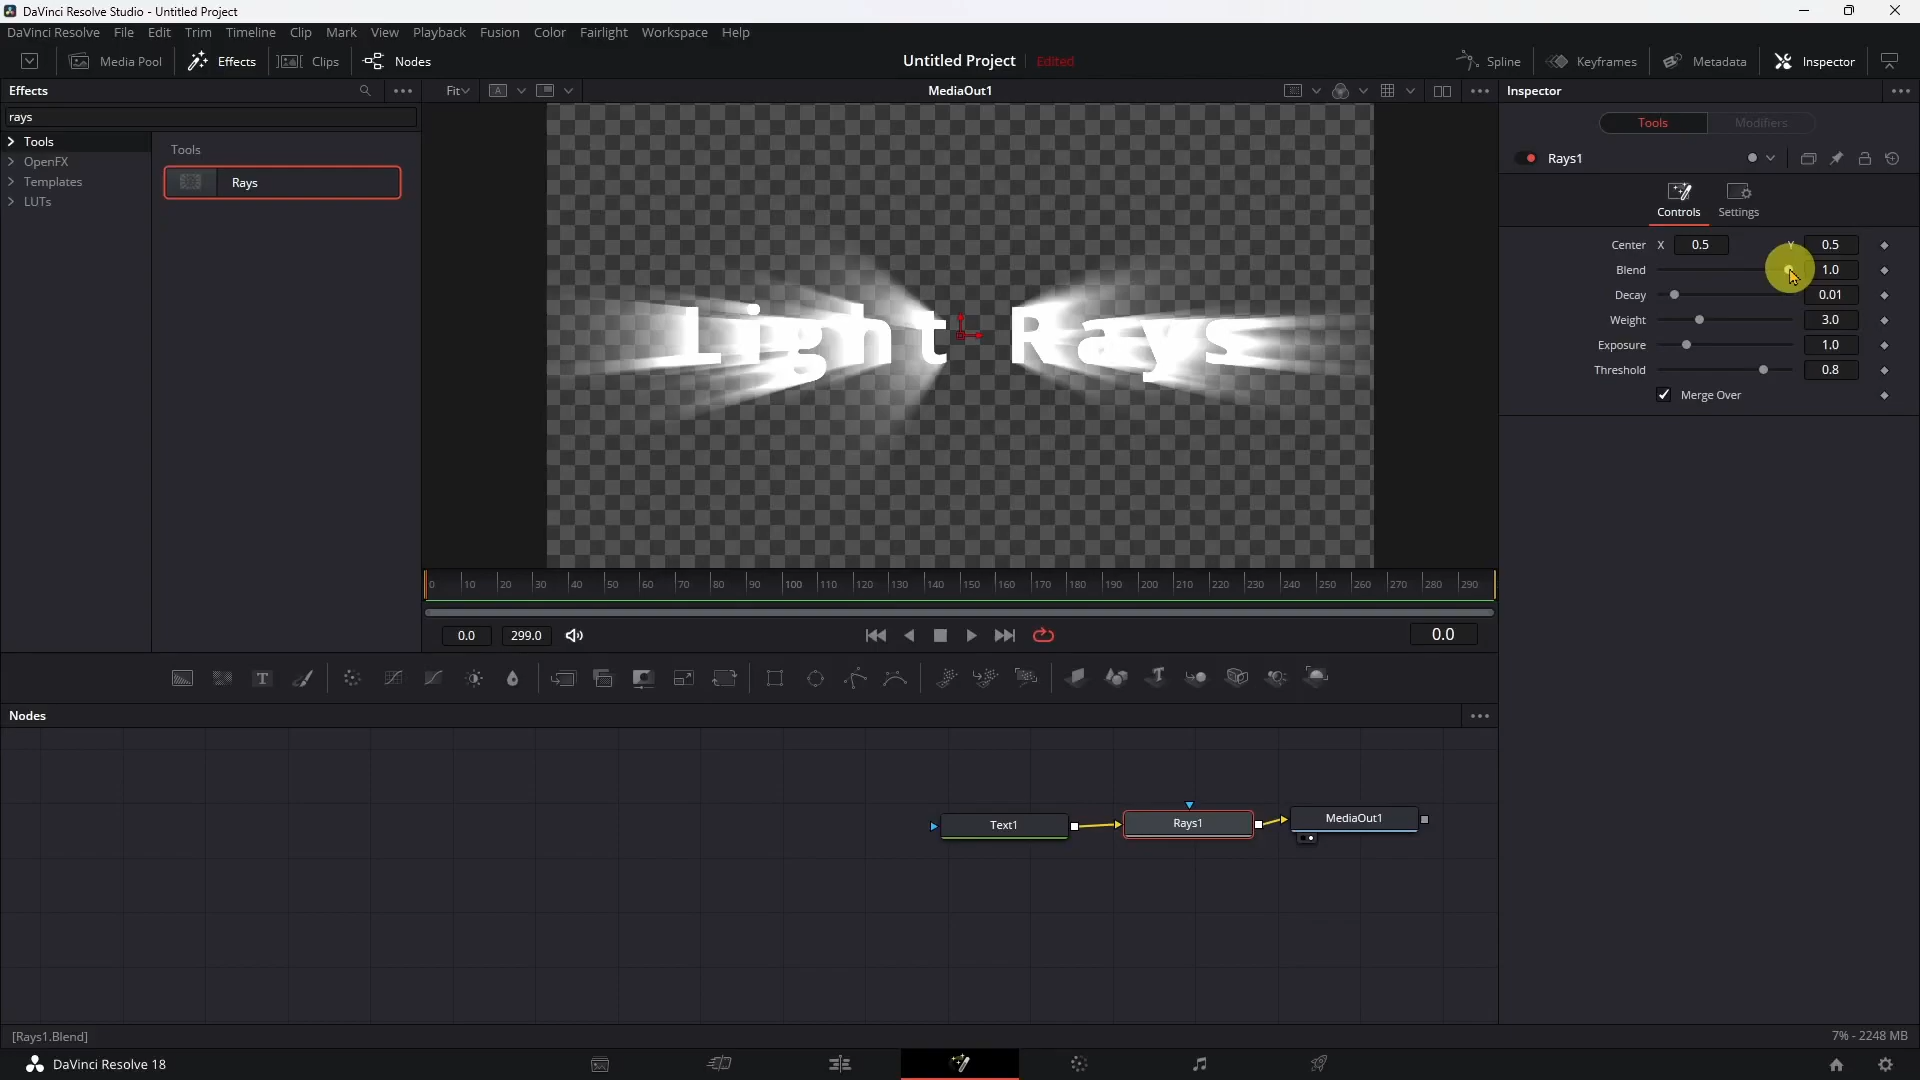 DaVinci Resolve Studio - Untitled Project
DaVinci Resolve File Edit Trim Timeline Clip Mark View Playback Fusion Color Fairlight Workspace Help
Media Pool Effects Clips Nodes Untitled Project Edited Spline Keyframes Metadata Inspector
Effects Fit MediaOut1 Inspector
rays
Tools
OpenFX
Templates
LUTs
Tools
Rays
Light Rays
Tools Modifiers
Rays1
Controls Settings
Center X 0.5 Y 0.5
Blend 1.0
Decay 0.01
Weight 3.0
Exposure 1.0
Threshold 0.8
Merge Over
0 10 20 30 40 50 60 70 80 90 100 110 120 130 140 150 160 170 180 190 200 210 220 230 240 250 260 270 280 290
0.0 299.0 0.0
T
Nodes
Text1 Rays1 MediaOut1
[Rays1.Blend] 7% - 2248 MB
DaVinci Resolve 18